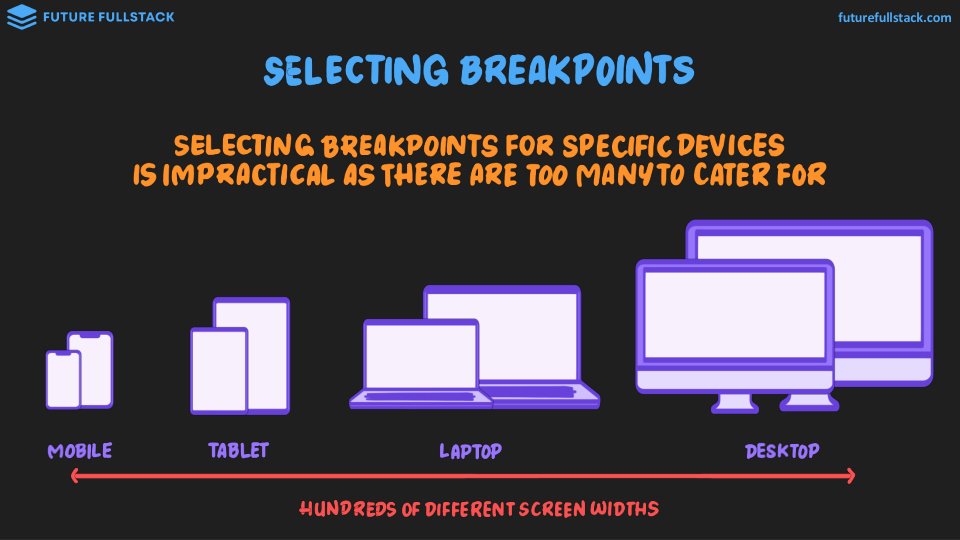 FUTURE FULLSTACK
futurefullstack.com
SELECTING BREAKPOINTS
SELECTING BREAKPOINTS FOR SPECIFIC DEVICES
IS IMPRACTICAL AS THERE ARE TOO MANY TO CATER FOR
MOBILE
TABLET
LAPTOP
DESKTOP
HUNDREDS OF DIFFERENT SCREEN WIDTHS